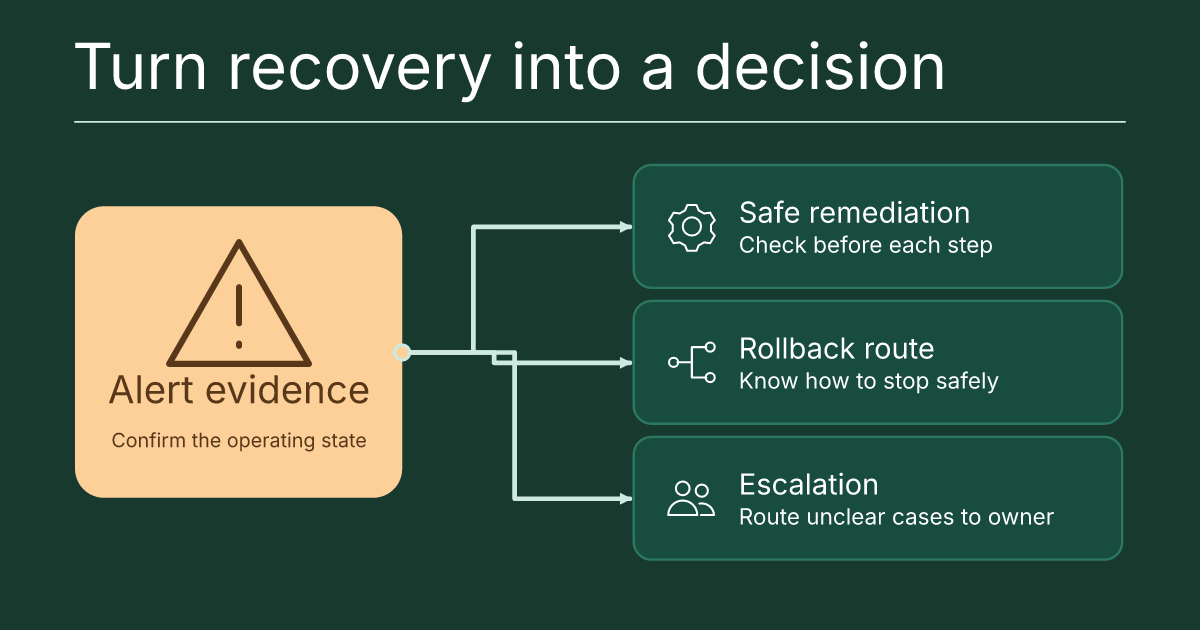 Turn recovery into a decision
Alert evidence
Confirm the operating state
Safe remediation
Check before each step
Rollback route
Know how to stop safely
Escalation
Route unclear cases to owner